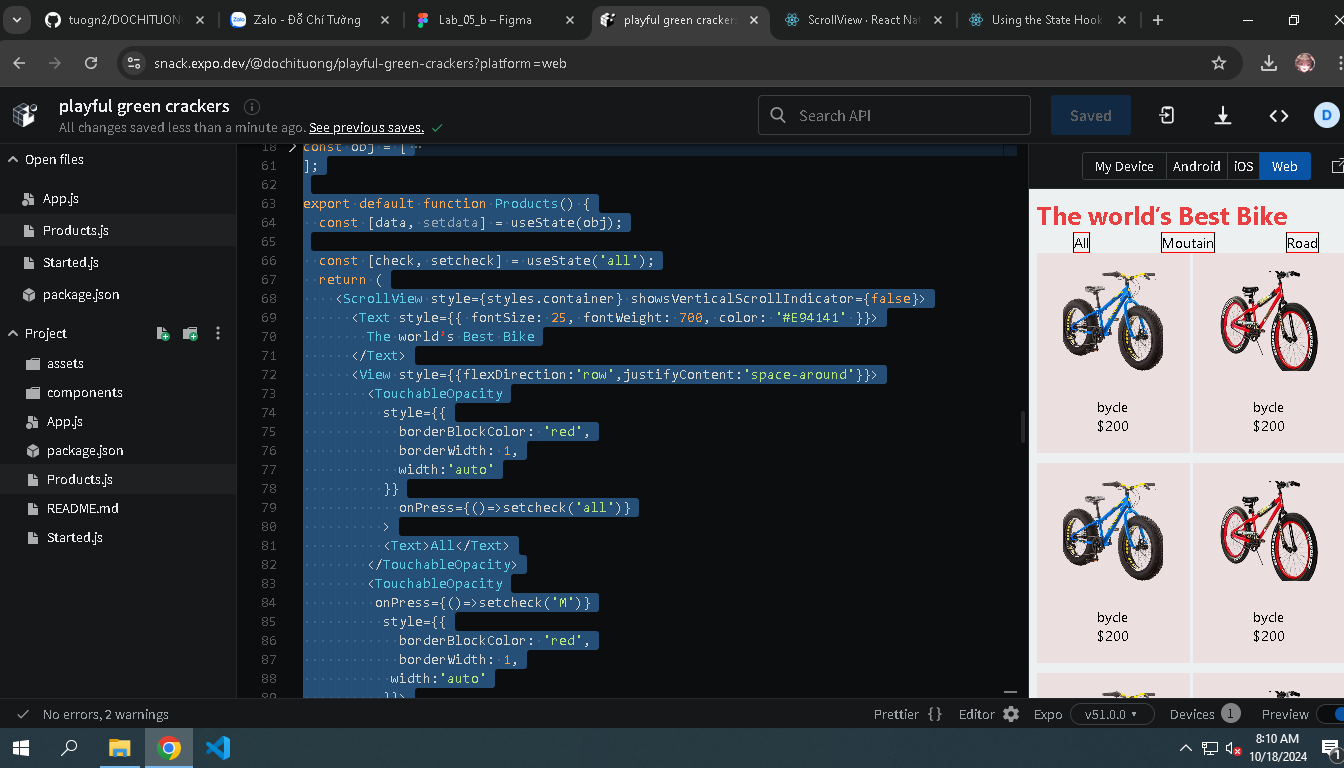 tuogn2/DOCHITUON
Zalo - Đỗ Chí Tường
Lab_05_b – Figma
playful green crackers
ScrollView · React Nat
Using the State Hook
snack.expo.dev/@dochituong/playful-green-crackers?platform=web
playful green crackers
All changes saved less than a minute ago. See previous saves.
Search API
Saved
D
Open files
App.js
Products.js
Started.js
package.json
Project
assets
components
App.js
package.json
Products.js
README.md
Started.js
18 const obj = [ ···
61 ];
62
63 export default function Products() {
64 const [data, setdata] = useState(obj);
65
66 const [check, setcheck] = useState('all');
67 return (
68 <ScrollView style={styles.container} showsVerticalScrollIndicator={false}>
69 <Text style={{ fontSize: 25, fontWeight: 700, color: '#E94141' }}>
70 The world's Best Bike
71 </Text>
72 <View style={{flexDirection:'row',justifyContent:'space-around'}}>
73 <TouchableOpacity
74 style={{
75 borderBlockColor: 'red',
76 borderWidth: 1,
77 width:'auto'
78 }}
79 onPress={()=>setcheck('all')}
80 >
81 <Text>All</Text>
82 </TouchableOpacity>
83 <TouchableOpacity
84 onPress={()=>setcheck('M')}
85 style={{
86 borderBlockColor: 'red',
87 borderWidth: 1,
88 width:'auto'
89 }}>
My Device
Android
iOS
Web
The world's Best Bike
All
Moutain
Road
bycle
$200
bycle
$200
bycle
$200
bycle
$200
No errors, 2 warnings
Prettier {}
Editor
Expo
v51.0.0
Devices 1
Preview
8:10 AM
10/18/2024
1